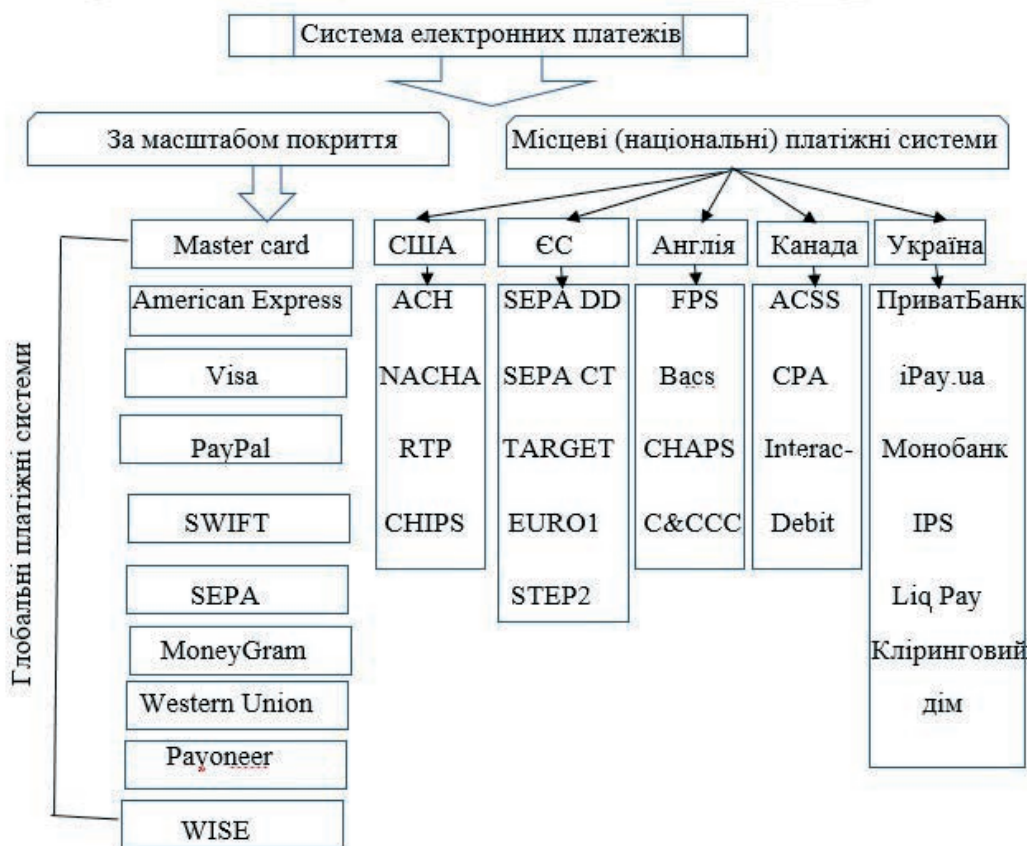 Система електронних платежів
За масштабом покриття
Місцеві (національні) платіжні системи
Глобальні платіжні системи
Master card
American Express
Visa
PayPal
SWIFT
SEPA
MoneyGram
Western Union
Payoneer
WISE
США
ACH
NACHA
RTP
CHIPS
ЄС
SEPA DD
SEPA CT
TARGET
EURO1
STEP2
Англія
FPS
Bacs
CHAPS
C&CCC
Канада
ACSS
CPA
Interac-
Debit
Україна
ПриватБанк
iPay.ua
Монобанк
IPS
Liq Pay
Кліринговий
дім